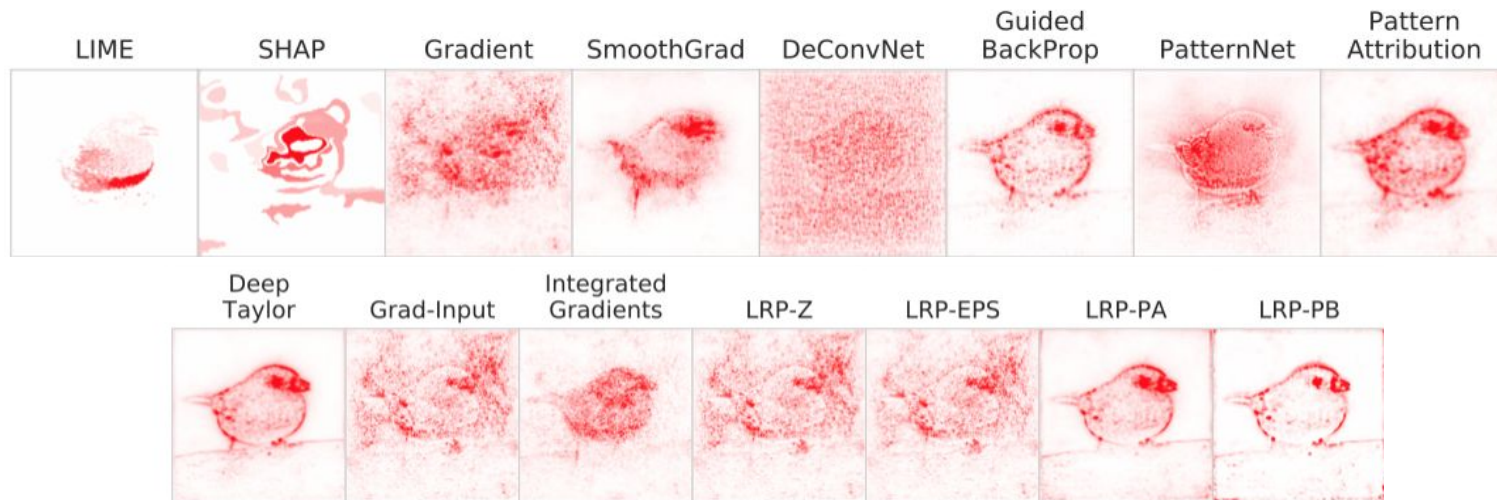 LIME
SHAP
Gradient
SmoothGrad
DeConvNet
Guided
BackProp
PatternNet
Pattern
Attribution
Deep
Taylor
Grad-Input
Integrated
Gradients
LRP-Z
LRP-EPS
LRP-PA
LRP-PB